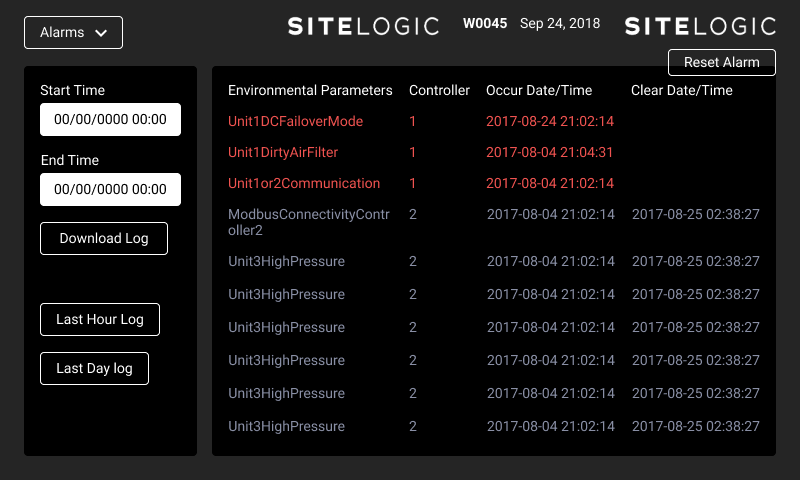 Alarms
SITELOGIC
W0045 Sep 24, 2018
SITELOGIC
Reset Alarm
Start Time
00/00/0000 00:00
End Time
00/00/0000 00:00
Download Log
Last Hour Log
Last Day log
Environmental Parameters Controller Occur Date/Time Clear Date/Time
Unit1DCFailoverMode 1 2017-08-24 21:02:14
Unit1DirtyAirFilter 1 2017-08-04 21:04:31
Unit1or2Communication 1 2017-08-04 21:02:14
ModbusConnectivityContr 2 2017-08-04 21:02:14 2017-08-25 02:38:27
oller2
Unit3HighPressure 2 2017-08-04 21:02:14 2017-08-25 02:38:27
Unit3HighPressure 2 2017-08-04 21:02:14 2017-08-25 02:38:27
Unit3HighPressure 2 2017-08-04 21:02:14 2017-08-25 02:38:27
Unit3HighPressure 2 2017-08-04 21:02:14 2017-08-25 02:38:27
Unit3HighPressure 2 2017-08-04 21:02:14 2017-08-25 02:38:27
Unit3HighPressure 2 2017-08-04 21:02:14 2017-08-25 02:38:27